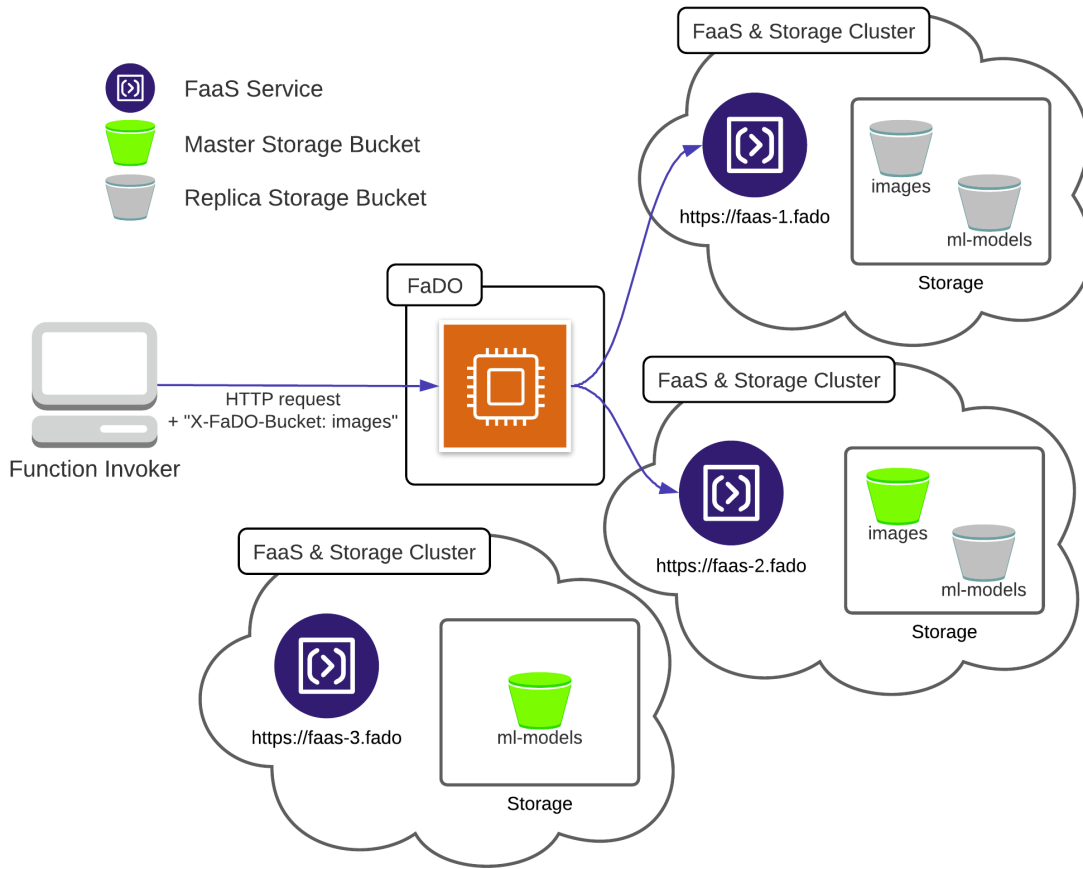 FaaS Service
Master Storage Bucket
Replica Storage Bucket
FaaS & Storage Cluster
images
ml-models
https://faas-1.fado
Storage
FaDO
HTTP request
+ "X-FaDO-Bucket: images"
Function Invoker
FaaS & Storage Cluster
images
ml-models
https://faas-2.fado
Storage
FaaS & Storage Cluster
ml-models
https://faas-3.fado
Storage